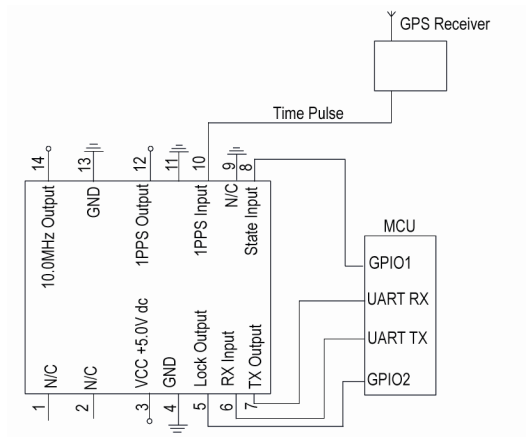 GPS Receiver
Time Pulse
14
13
12
11
10
9
8
10.0MHz Output
GND
1PPS Output
1PPS Input
N/C
State Input
MCU
GPIO1
UART RX
UART TX
GPIO2
N/C
N/C
VCC +5.0V dc
GND
Lock Output
RX Input
TX Output
1
2
3
4
5
6
7